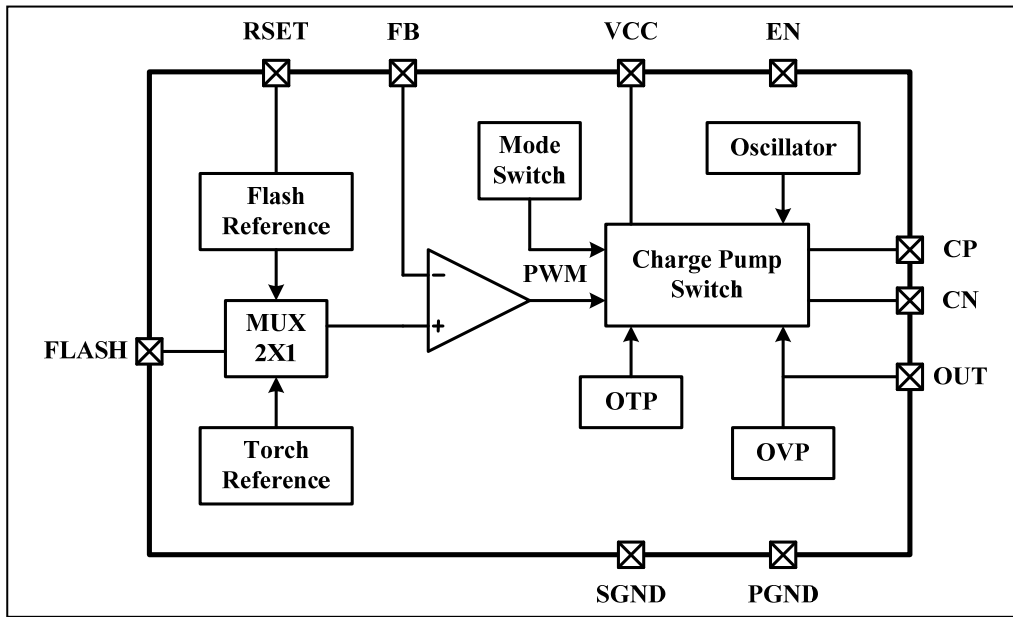 RSET
FB
VCC
EN
Mode
Switch
Oscillator
Flash
Reference
PWM
Charge Pump
Switch
CP
CN
−
+
MUX
2X1
FLASH
OUT
OTP
OVP
Torch
Reference
SGND
PGND